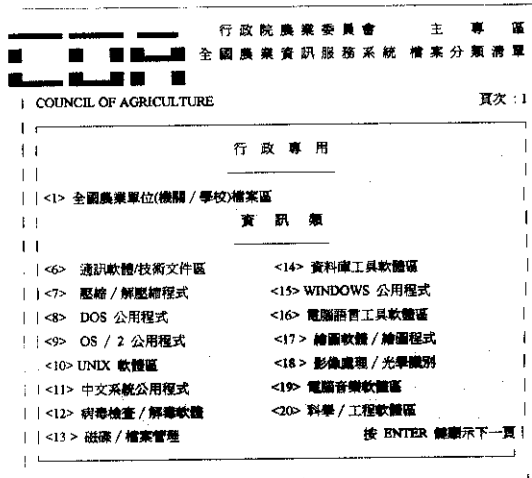 行政院農業委員會 主專區
全國農業資訊服務系統 檔案分類清單
COUNCIL OF AGRICULTURE 頁次:1
行政專用
<1> 全國農業單位(機關/學校)檔案區
資訊類
<6> 通訊軟體/技術文件區 <14> 資料庫工具軟體區
<7> 壓縮/解壓縮程式 <15> WINDOWS 公用程式
<8> DOS 公用程式 <16> 電腦語言工具軟體區
<9> OS / 2 公用程式 <17> 繪圖軟體/繪圖程式
<10> UNIX 軟體區 <18> 影像處理/光學識別
<11> 中文系統公用程式 <19> 電腦音樂軟體區
<12> 病毒檢查/解毒軟體 <20> 科學/工程軟體區
<13> 磁碟/檔案管理 按 ENTER 鍵顯示下一頁